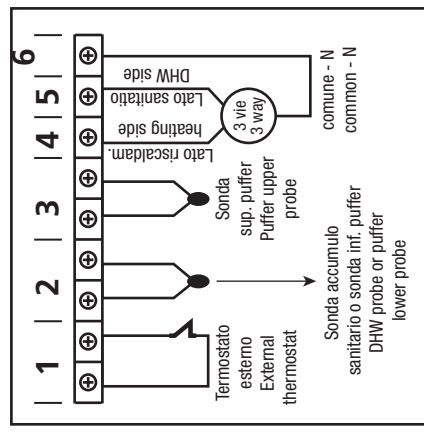 1
2
3
4
5
6
Termostato
esterno
External
thermostat
Sonda accumulo
sanitario o sonda inf. puffer
DHW probe or puffer
lower probe
Sonda
sup. puffer
Puffer upper
probe
Lato riscaldam.
heating side
Lato sanitatio
DHW side
3 vie
3 way
comune - N
common - N